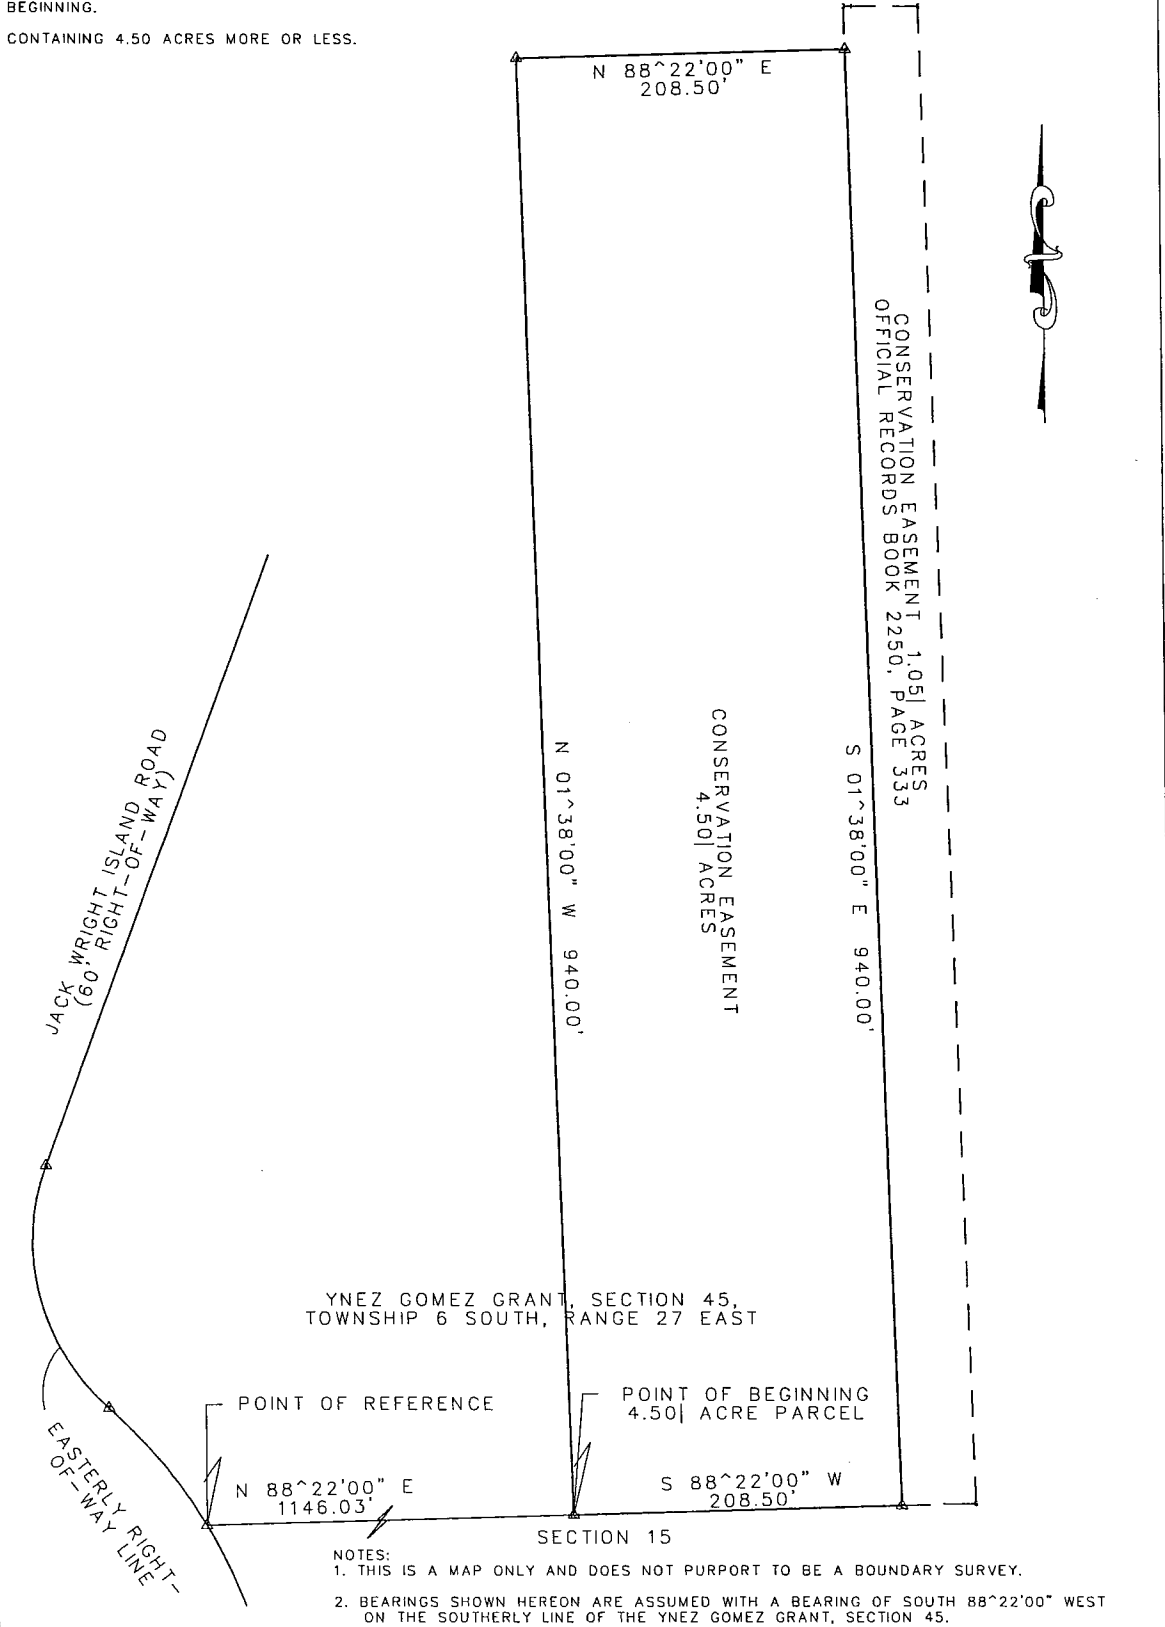 BEGINNING.
CONTAINING 4.50 ACRES MORE OR LESS.
N 88^22'00" E
208.50'
CONSERVATION EASEMENT 1.05| ACRES
OFFICIAL RECORDS BOOK 2250, PAGE 333
JACK WRIGHT ISLAND ROAD
(60' RIGHT-OF-WAY)
N 01^38'00" W 940.00'
CONSERVATION EASEMENT
4.50| ACRES
S 01^38'00" E 940.00'
YNEZ GOMEZ GRANT, SECTION 45,
TOWNSHIP 6 SOUTH, RANGE 27 EAST
POINT OF REFERENCE
POINT OF BEGINNING
4.50| ACRE PARCEL
EASTERLY RIGHT-
OF-WAY LINE
N 88^22'00" E
1146.03'
S 88^22'00" W
208.50'
SECTION 15
NOTES:
1. THIS IS A MAP ONLY AND DOES NOT PURPORT TO BE A BOUNDARY SURVEY.
2. BEARINGS SHOWN HEREON ARE ASSUMED WITH A BEARING OF SOUTH 88^22'00" WEST
ON THE SOUTHERLY LINE OF THE YNEZ GOMEZ GRANT, SECTION 45.